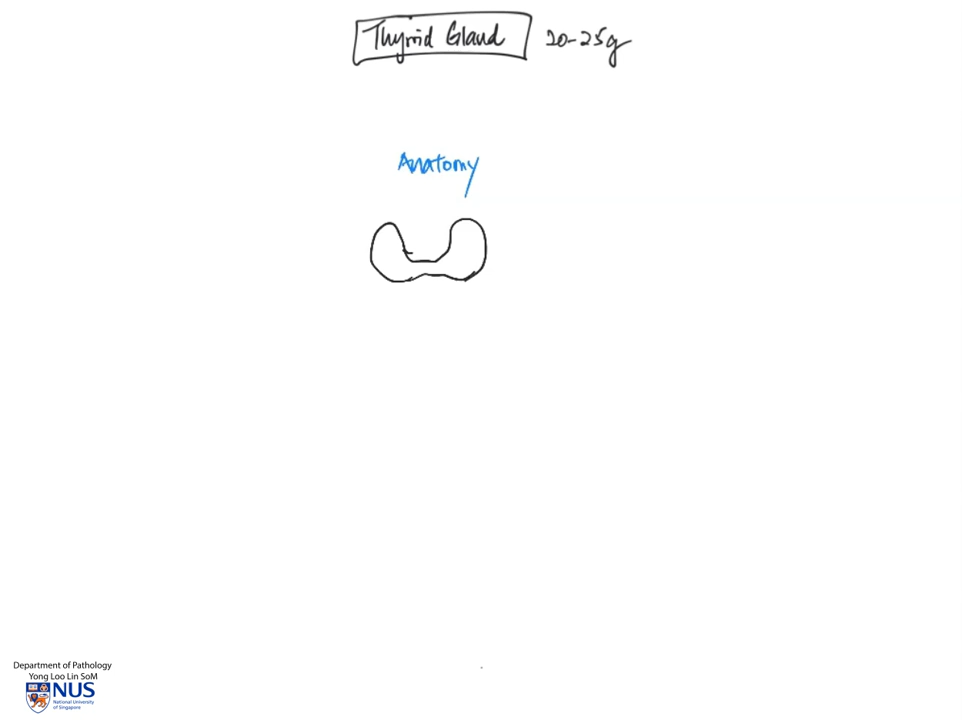 Thyroid Gland 20-25g
Anatomy
Department of Pathology
Yong Loo Lin SoM
NUS
National University
of Singapore